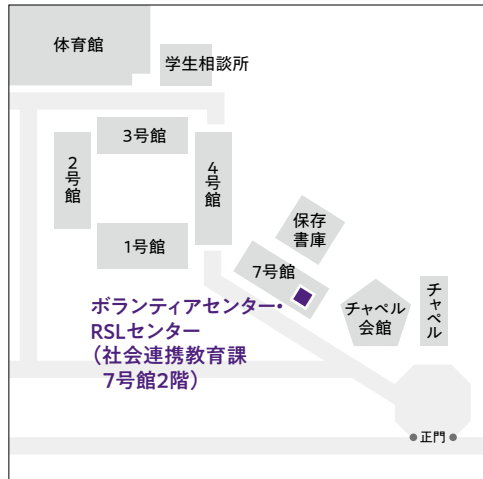 体育館
学生相談所
3号館
2号館
4号館
1号館
保存
書庫
7号館
ボランティアセンター・
RSLセンター
（社会連携教育課
7号館2階）
チャペル
会館
チャペル
正門